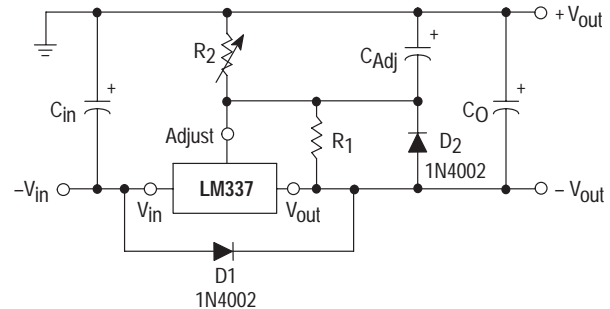 + Vout
R2
+
CAdj
+
Cin
+
CO
Adjust
R1
D2
1N4002
–Vin
Vin
LM337
Vout
– Vout
D1
1N4002